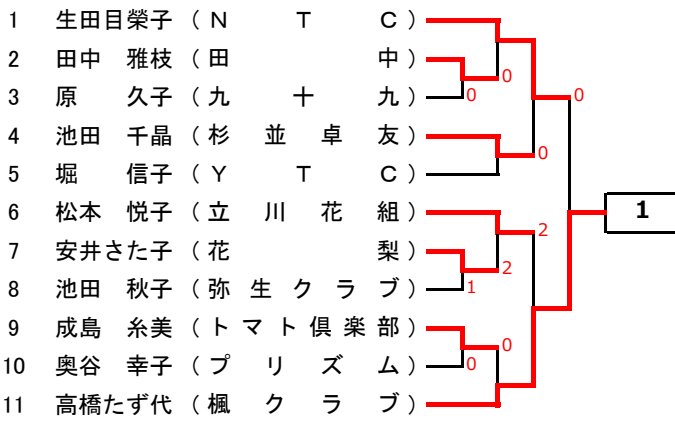 1 生田目榮子 (N T C)
2 田中 雅枝 (田 中) 0
3 原 久子 (九 十 九) 0 0
4 池田 千晶 (杉 並 卓 友) 0
5 堀 信子 (Y T C)
6 松本 悦子 (立 川 花 組) 2 1
7 安井さた子 (花 梨) 2
8 池田 秋子 (弥 生 ク ラ ブ) 1
9 成島 糸美 (ト マ ト 倶 楽 部) 0
10 奥谷 幸子 (プ リ ズ ム) 0
11 高橋たず代 (楓 ク ラ ブ)